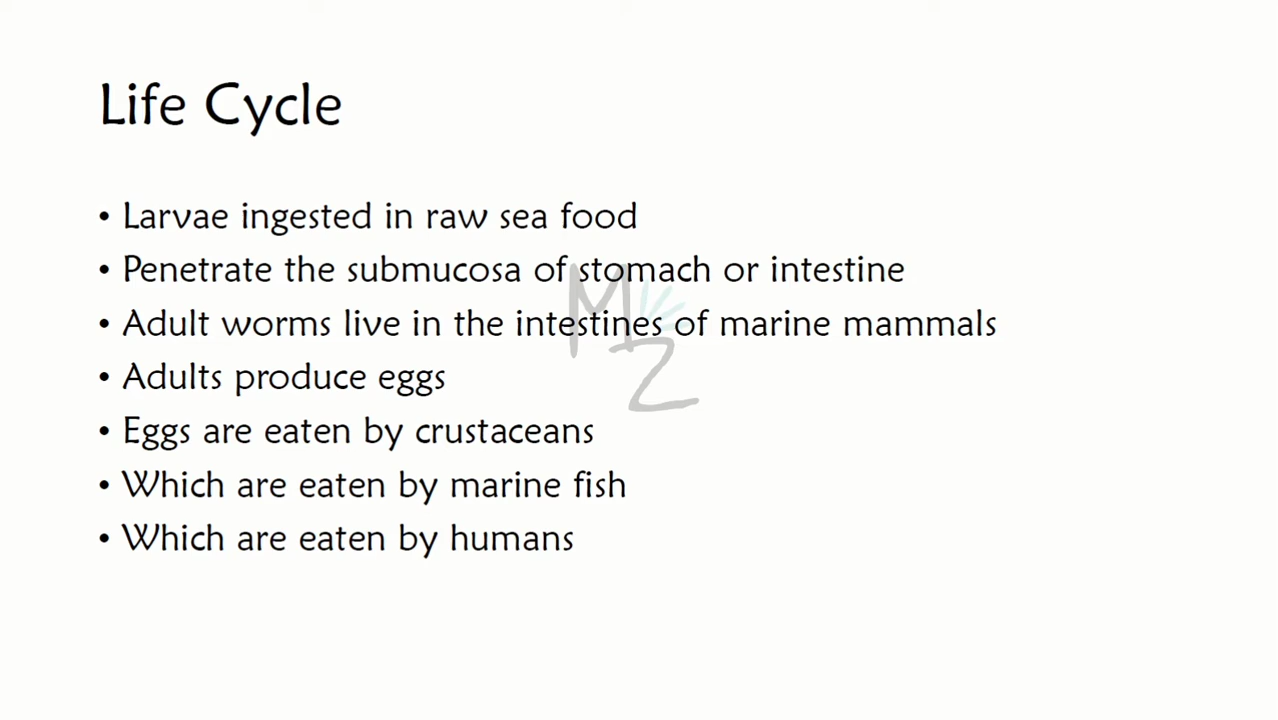 Life Cycle
• Larvae ingested in raw sea food
• Penetrate the submucosa of stomach or intestine
• Adult worms live in the intestines of marine mammals
• Adults produce eggs
• Eggs are eaten by crustaceans
• Which are eaten by marine fish
• Which are eaten by humans
M
Z